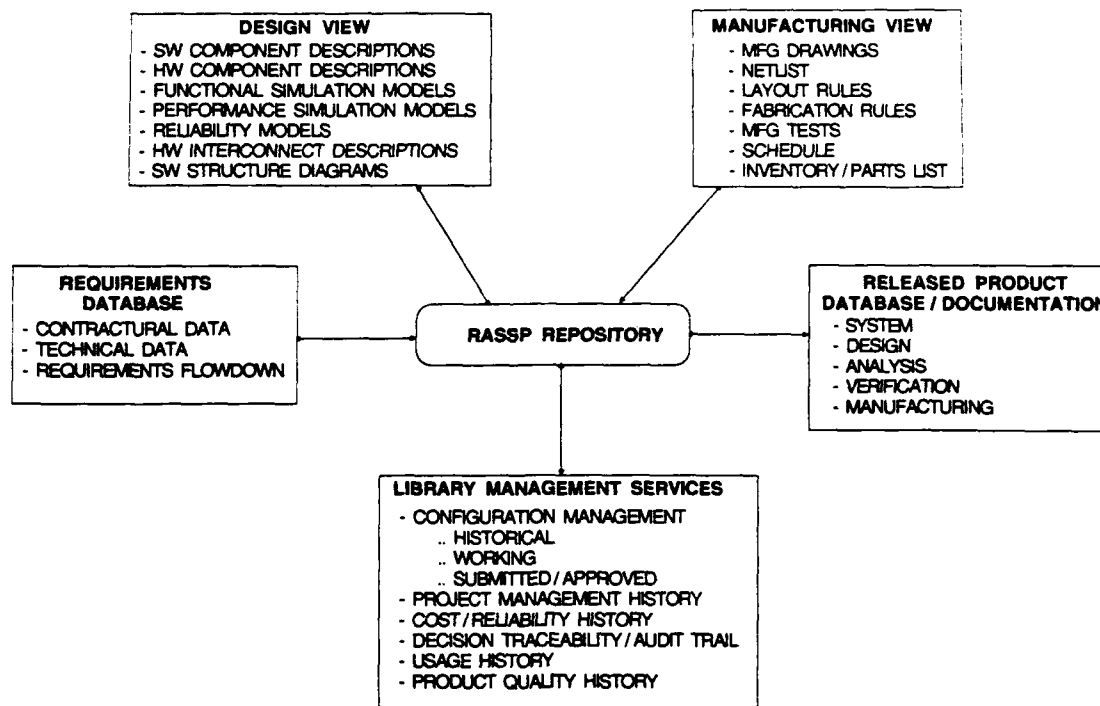 DESIGN VIEW
- SW COMPONENT DESCRIPTIONS
- HW COMPONENT DESCRIPTIONS
- FUNCTIONAL SIMULATION MODELS
- PERFORMANCE SIMULATION MODELS
- RELIABILITY MODELS
- HW INTERCONNECT DESCRIPTIONS
- SW STRUCTURE DIAGRAMS
MANUFACTURING VIEW
- MFG DRAWINGS
- NETLIST
- LAYOUT RULES
- FABRICATION RULES
- MFG TESTS
- SCHEDULE
- INVENTORY / PARTS LIST
REQUIREMENTS
DATABASE
- CONTRACTURAL DATA
- TECHNICAL DATA
- REQUIREMENTS FLOWDOWN
RASSP REPOSITORY
RELEASED PRODUCT
DATABASE / DOCUMENTATION
- SYSTEM
- DESIGN
- ANALYSIS
- VERIFICATION
- MANUFACTURING
LIBRARY MANAGEMENT SERVICES
- CONFIGURATION MANAGEMENT
.. HISTORICAL
.. WORKING
.. SUBMITTED / APPROVED
- PROJECT MANAGEMENT HISTORY
- COST / RELIABILITY HISTORY
- DECISION TRACEABILITY / AUDIT TRAIL
- USAGE HISTORY
- PRODUCT QUALITY HISTORY